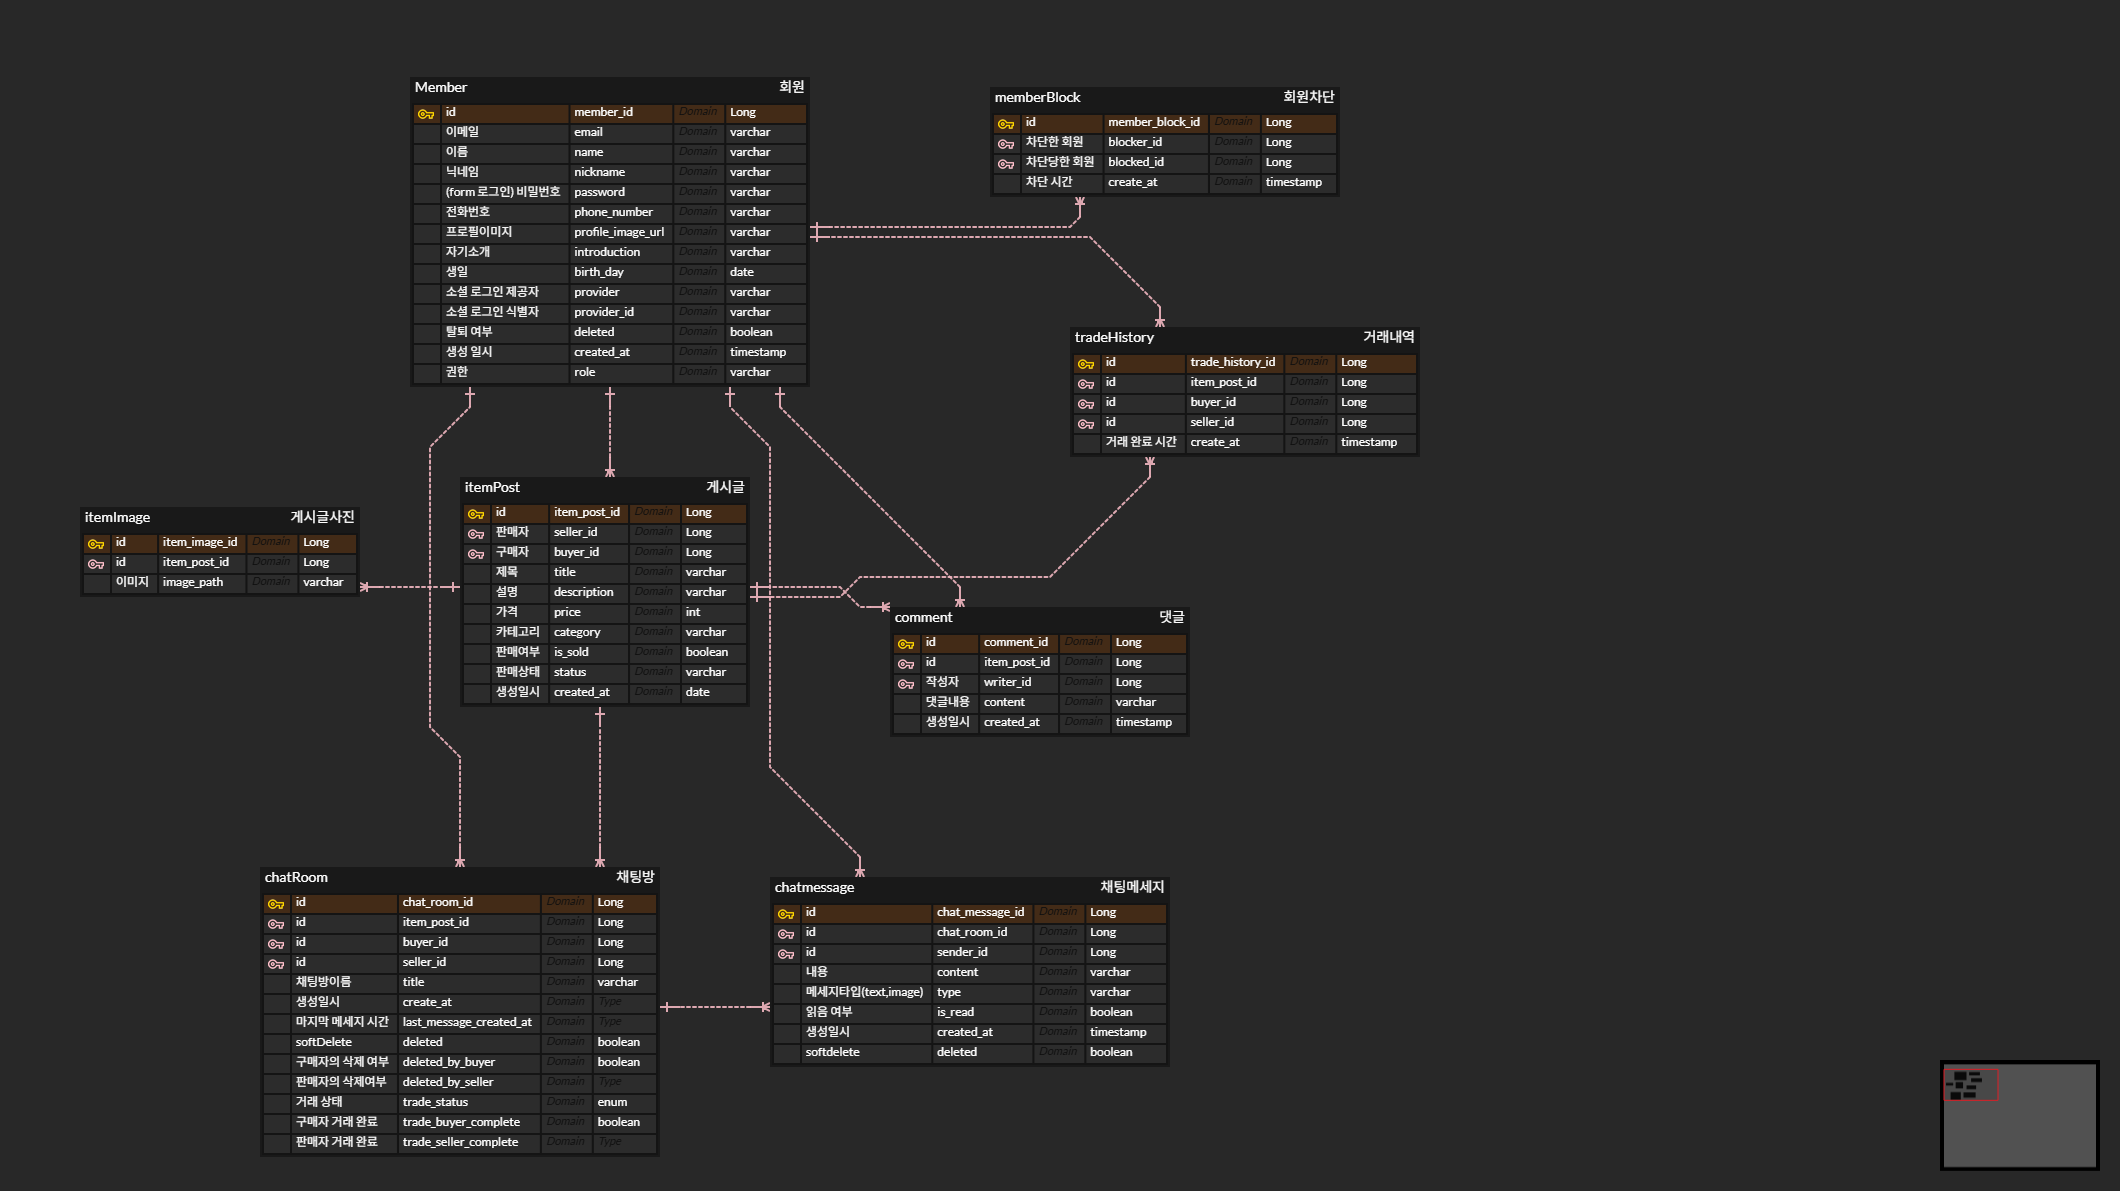 Member 회원
id member_id Domain Long
이메일 email Domain varchar
이름 name Domain varchar
닉네임 nickname Domain varchar
(form 로그인) 비밀번호 password Domain varchar
전화번호 phone_number Domain varchar
프로필이미지 profile_image_url Domain varchar
자기소개 introduction Domain varchar
생일 birth_day Domain date
소셜 로그인 제공자 provider Domain varchar
소셜 로그인 식별자 provider_id Domain varchar
탈퇴 여부 deleted Domain boolean
생성 일시 created_at Domain timestamp
권한 role Domain varchar
memberBlock 회원차단
id member_block_id Domain Long
차단한 회원 blocker_id Domain Long
차단당한 회원 blocked_id Domain Long
차단 시간 create_at Domain timestamp
tradeHistory 거래내역
id trade_history_id Domain Long
id item_post_id Domain Long
id buyer_id Domain Long
id seller_id Domain Long
거래 완료 시간 create_at Domain timestamp
itemImage 게시글사진
id item_image_id Domain Long
id item_post_id Domain Long
이미지 image_path Domain varchar
itemPost 게시글
id item_post_id Domain Long
판매자 seller_id Domain Long
구매자 buyer_id Domain Long
제목 title Domain varchar
설명 description Domain varchar
가격 price Domain int
카테고리 category Domain varchar
판매여부 is_sold Domain boolean
판매상태 status Domain varchar
생성일시 created_at Domain date
comment 댓글
id comment_id Domain Long
id item_post_id Domain Long
작성자 writer_id Domain Long
댓글내용 content Domain varchar
생성일시 created_at Domain timestamp
chatRoom 채팅방
id chat_room_id Domain Long
id item_post_id Domain Long
id buyer_id Domain Long
id seller_id Domain Long
채팅방이름 title Domain varchar
생성일시 create_at Domain Type
마지막 메세지 시간 last_message_created_at Domain Type
softDelete deleted Domain boolean
구매자의 삭제 여부 deleted_by_buyer Domain boolean
판매자의 삭제여부 deleted_by_seller Domain Type
거래 상태 trade_status Domain enum
구매자 거래 완료 trade_buyer_complete Domain boolean
판매자 거래 완료 trade_seller_complete Domain Type
chatmessage 채팅메세지
id chat_message_id Domain Long
id chat_room_id Domain Long
id sender_id Domain Long
내용 content Domain varchar
메세지타입(text,image) type Domain varchar
읽음 여부 is_read Domain boolean
생성일시 created_at Domain timestamp
softdelete deleted Domain boolean